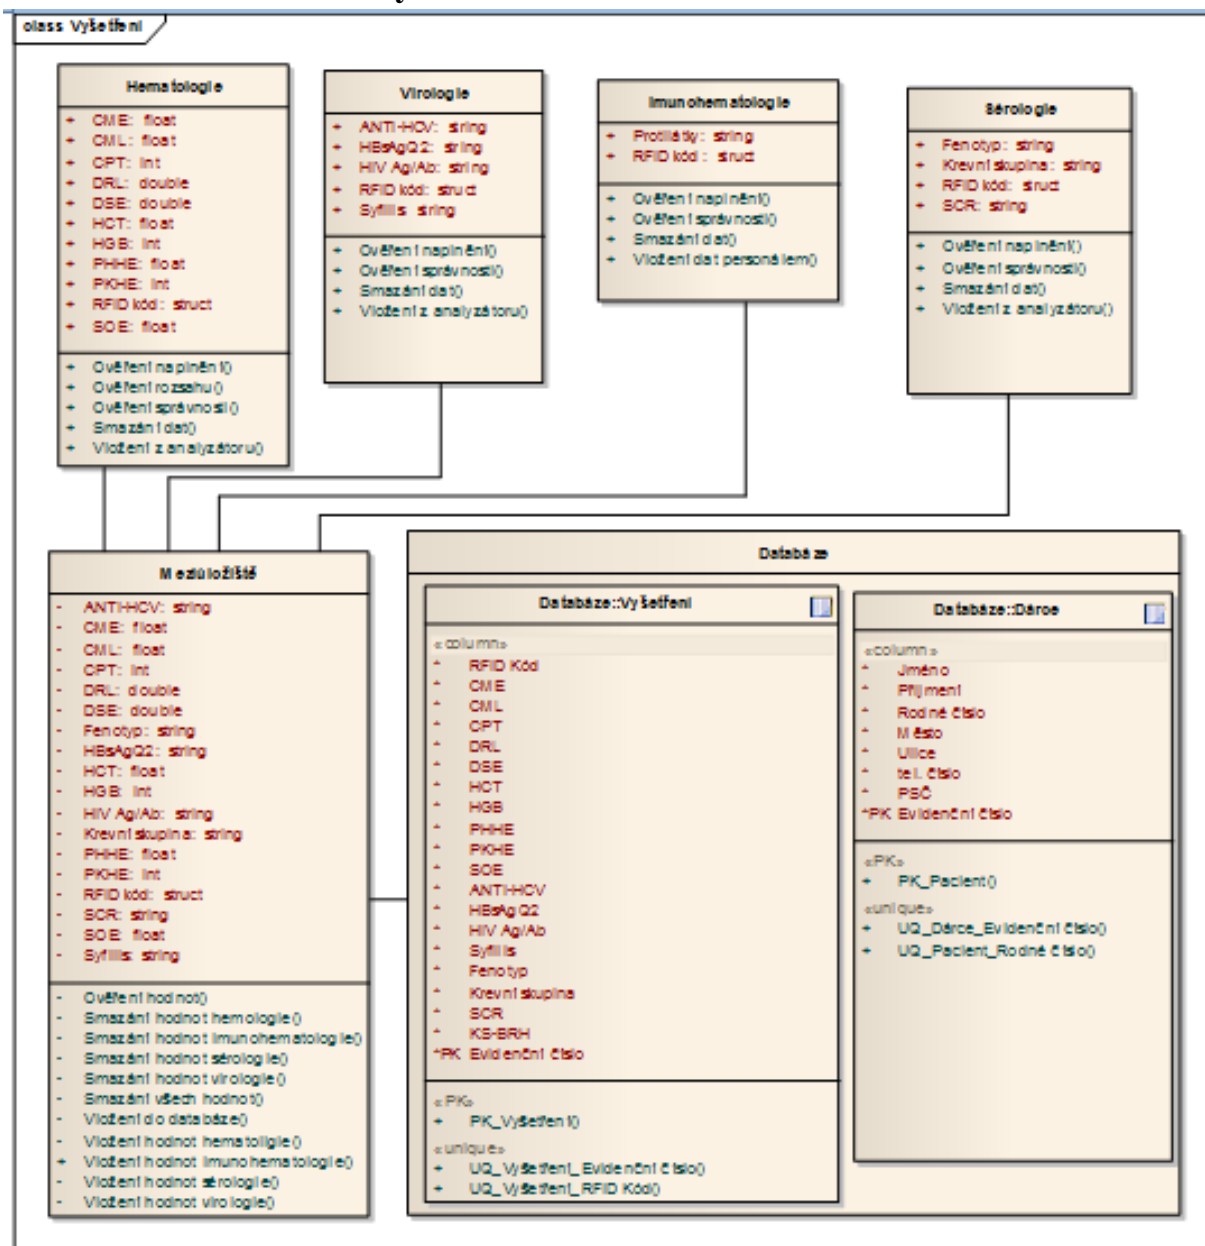 class Vyšetření
Hematologie
+ CME: float
+ CML: float
+ CPT: int
+ DRL: double
+ DSE: double
+ HCT: float
+ HGB: int
+ PHHE: float
+ PKHE: int
+ RFID kód: struct
+ SOE: float
+ Ověření naplnění()
+ Ověření rozsahu()
+ Ověření správnosti()
+ Smazání dat()
+ Vložení z analyzátoru()
Virologie
+ ANTI-HCV: string
+ HBsAgQ2: string
+ HIV Ag/Ab: string
+ RFID kód: struct
+ Syfilis: string
+ Ověření naplnění()
+ Ověření správnosti()
+ Smazání dat()
+ Vložení z analyzátoru()
Imunohematologie
+ Protilátky: string
+ RFID kód : struct
+ Ověření naplnění()
+ Ověření správnosti()
+ Smazání dat()
+ Vložení dat personálem()
Sérologie
+ Fenotyp: string
+ Krevní skupina: string
+ RFID kód: struct
+ SCR: string
+ Ověření naplnění()
+ Ověření správnosti()
+ Smazání dat()
+ Vložení z analyzátoru()
Meziúložiště
- ANTI-HCV: string
- CME: float
- CML: float
- CPT: int
- DRL: double
- DSE: double
- Fenotyp: string
- HBsAgQ2: string
- HCT: float
- HGB: int
- HIV Ag/Ab: string
- Krevní skupina: string
- PHHE: float
- PKHE: int
- RFID kód: struct
- SCR: string
- SOE: float
- Syfilis: string
- Ověření hodnot()
- Smazání hodnot hemologie()
- Smazání hodnot imunohematologie()
- Smazání hodnot sérologie()
- Smazání hodnot virologie()
- Smazání všech hodnot()
- Vložení do databáze()
- Vložení hodnot hematoligie()
+ Vložení hodnot imunohematologie()
- Vložení hodnot sérologie()
- Vložení hodnot virologie()
Databáze
Databáze::Vyšetření
«column»
* RFID Kód
* CME
* CML
* CPT
* DRL
* DSE
* HCT
* HGB
* PHHE
* PKHE
* SOE
* ANTI-HCV
* HBsAgQ2
* HIV Ag/Ab
* Syfilis
* Fenotyp
* Krevní skupina
* SCR
* KS-BRH
*PK Evidenční číslo
«PK»
+ PK_Vyšetření()
«unique»
+ UQ_Vyšetření_Evidenční číslo()
+ UQ_Vyšetření_RFID Kód()
Databáze::Dárce
«column»
* Jméno
* Příjmení
* Rodné číslo
* Město
* Ulice
* tel. číslo
* PSČ
*PK Evidenční číslo
«PK»
+ PK_Pacient()
«unique»
+ UQ_Dárce_Evidenční číslo()
+ UQ_Pacient_Rodné číslo()